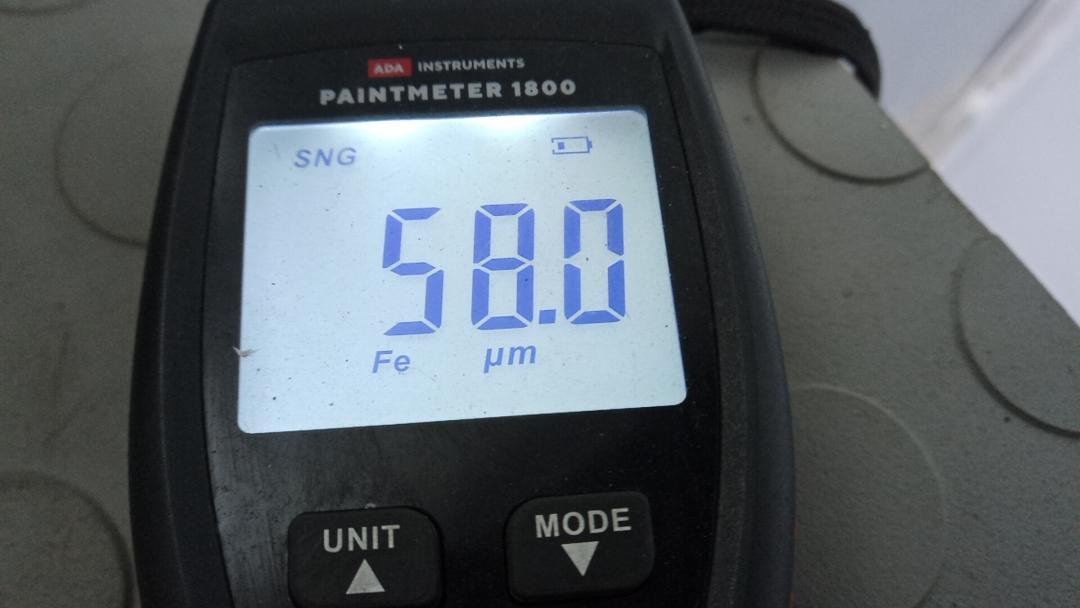 ADA INSTRUMENTS
PAINTMETER 1800
SNG
58.0
Fe µm
UNIT MODE